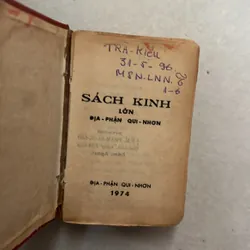 TRÀ-KIỆU
31-5-96
MSN.LNN.
1-6
SÁCH KINH
LỚN
ĐỊA-PHẬN QUI-NHƠN
ĐỊA-PHẬN QUI-NHƠN
1974